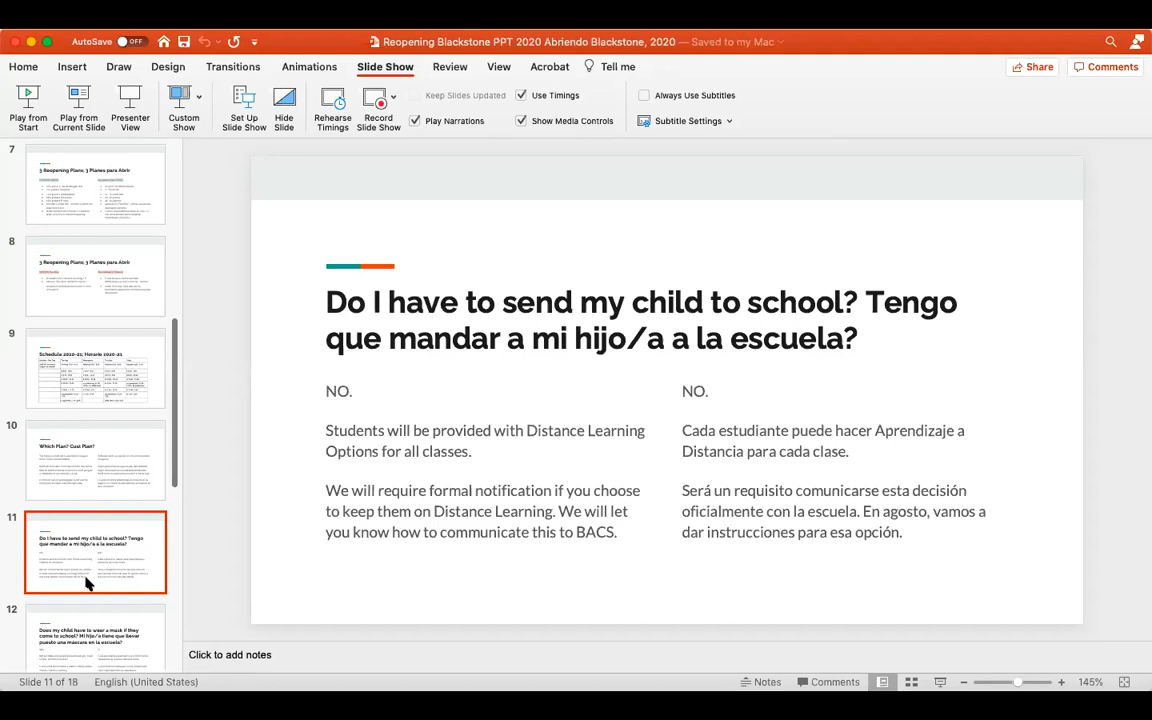 AutoSave OFF
Reopening Blackstone PPT 2020 Abriendo Blackstone, 2020 — Saved to my Mac
Home Insert Draw Design Transitions Animations Slide Show Review View Acrobat Tell me
Share Comments
Play from Start
Play from Current Slide
Presenter View
Custom Show
Set Up Slide Show
Hide Slide
Rehearse Timings
Record Slide Show
Keep Slides Updated
Use Timings
Play Narrations
Show Media Controls
Always Use Subtitles
Subtitle Settings
7
3 Reopening Plans; 3 Planes para Abrir
8
3 Reopening Plans; 3 Planes para Abrir
9
Schedule 2020-21; Horario 2020-21
10
Which Plan? Cual Plan?
11
Do I have to send my child to school? Tengo
que mandar a mi hijo/a a la escuela?
12
Does my child have to wear a mask if they
come to school? Mi hijo/a tiene que llevar
puesto una mascara en la escuela?
Do I have to send my child to school? Tengo
que mandar a mi hijo/a a la escuela?
NO.
Students will be provided with Distance Learning
Options for all classes.
We will require formal notification if you choose
to keep them on Distance Learning. We will let
you know how to communicate this to BACS.
NO.
Cada estudiante puede hacer Aprendizaje a
Distancia para cada clase.
Será un requisito comunicarse esta decisión
oficialmente con la escuela. En agosto, vamos a
dar instrucciones para esa opción.
Click to add notes
Slide 11 of 18 English (United States)
Notes Comments 145%